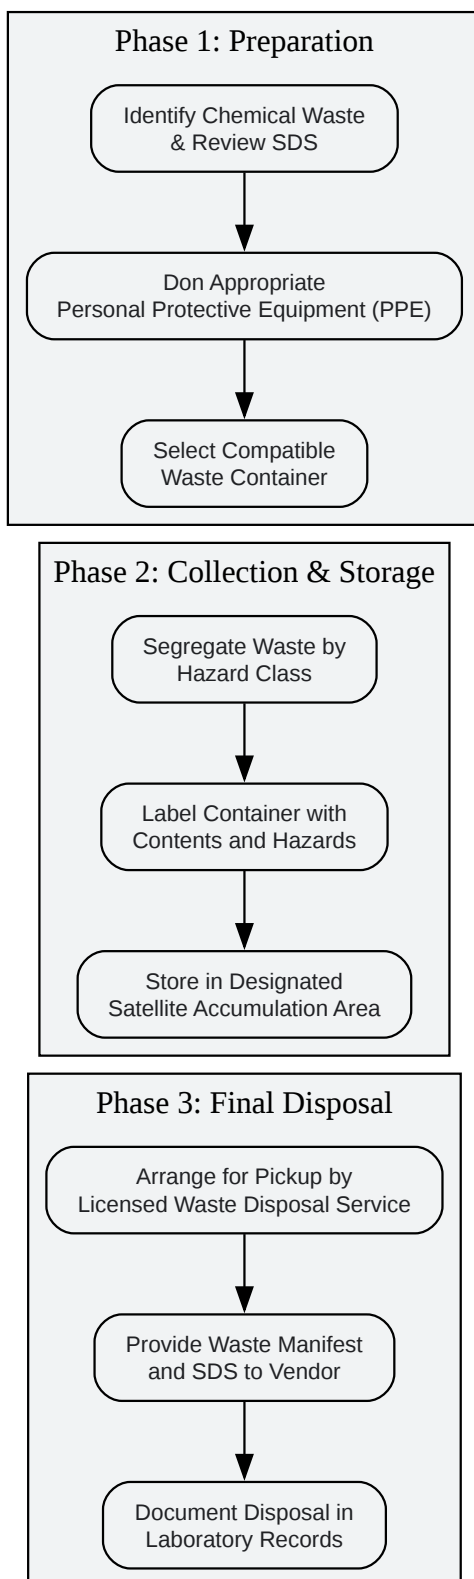 Phase 1: Preparation
Identify Chemical Waste
& Review SDS
Don Appropriate
Personal Protective Equipment (PPE)
Select Compatible
Waste Container
Phase 2: Collection & Storage
Segregate Waste by
Hazard Class
Label Container with
Contents and Hazards
Store in Designated
Satellite Accumulation Area
Phase 3: Final Disposal
Arrange for Pickup by
Licensed Waste Disposal Service
Provide Waste Manifest
and SDS to Vendor
Document Disposal in
Laboratory Records